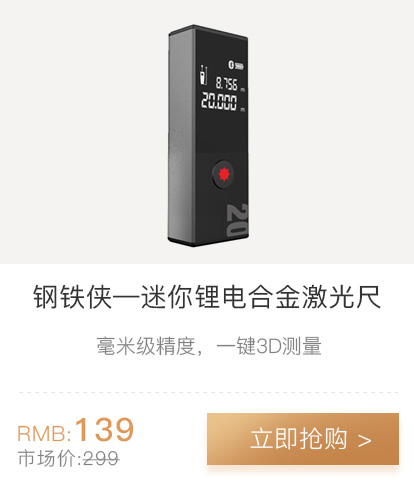 8.756 m
20.000 m
20
钢铁侠—迷你锂电合金激光尺
毫米级精度，一键3D测量
RMB:139
市场价:299
立即抢购 >